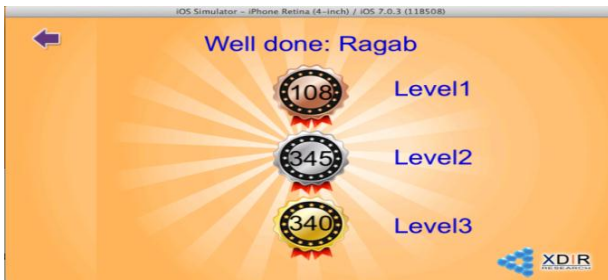 iOS Simulator - iPhone Retina (4-inch) / iOS 7.0.3 (11B508)
Well done: Ragab
108 Level1
345 Level2
340 Level3
XDIR
RESEARCH